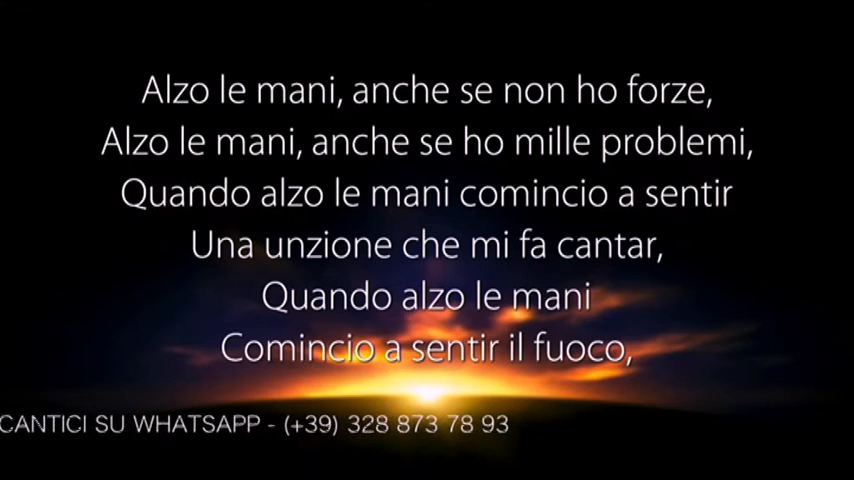 Alzo le mani, anche se non ho forze,
Alzo le mani, anche se ho mille problemi,
Quando alzo le mani comincio a sentir
Una unzione che mi fa cantar,
Quando alzo le mani
Comincio a sentir il fuoco,
CANTICI SU WHATSAPP - (+39) 328 873 78 93